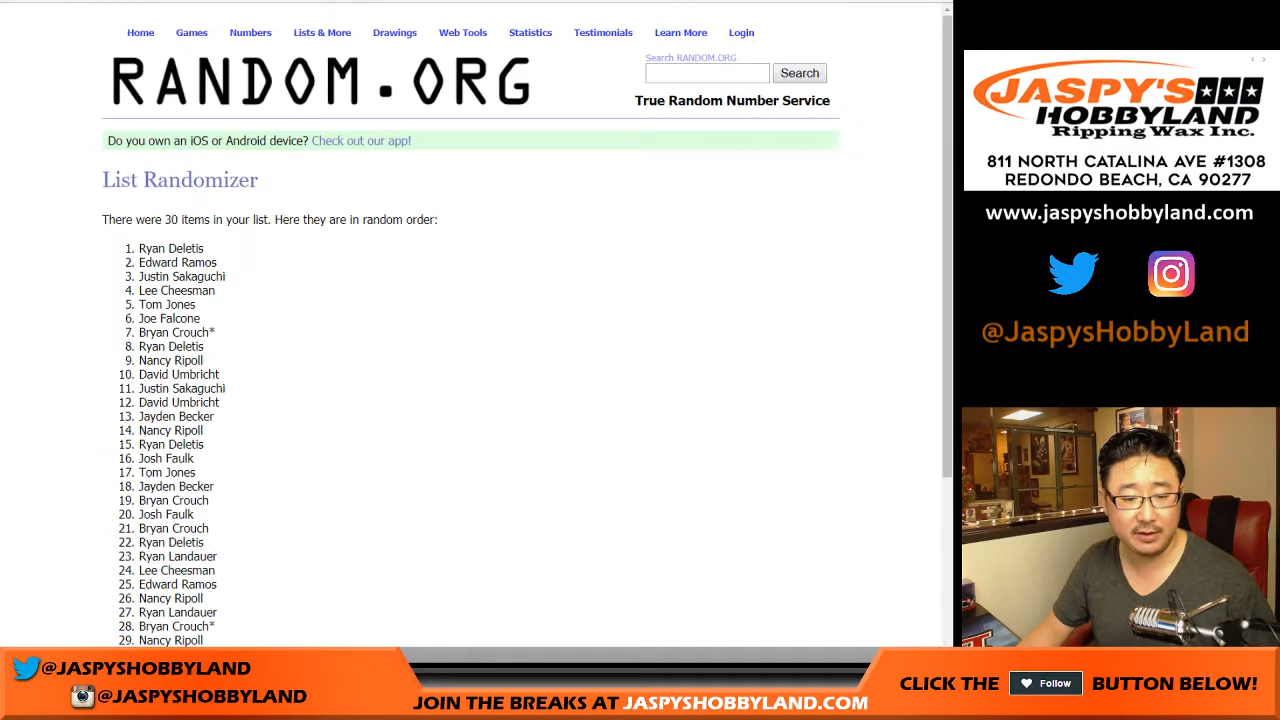 Home Games Numbers Lists & More Drawings Web Tools Statistics Testimonials Learn More Login
RANDOM.ORG
Search RANDOM.ORG
Search
True Random Number Service
Do you own an iOS or Android device? Check out our app!
List Randomizer
There were 30 items in your list. Here they are in random order:
1. Ryan Deletis
2. Edward Ramos
3. Justin Sakaguchi
4. Lee Cheesman
5. Tom Jones
6. Joe Falcone
7. Bryan Crouch*
8. Ryan Deletis
9. Nancy Ripoll
10. David Umbricht
11. Justin Sakaguchi
12. David Umbricht
13. Jayden Becker
14. Nancy Ripoll
15. Ryan Deletis
16. Josh Faulk
17. Tom Jones
18. Jayden Becker
19. Bryan Crouch
20. Josh Faulk
21. Bryan Crouch
22. Ryan Deletis
23. Ryan Landauer
24. Lee Cheesman
25. Edward Ramos
26. Nancy Ripoll
27. Ryan Landauer
28. Bryan Crouch*
29. Nancy Ripoll
JASPY'S
HOBBYLAND
Ripping Wax Inc.
811 NORTH CATALINA AVE #1308
REDONDO BEACH, CA 90277
www.jaspyshobbyland.com
@JaspysHobbyLand
@JASPYSHOBBYLAND
@JASPYSHOBBYLAND
JOIN THE BREAKS AT JASPYSHOBBYLAND.COM
CLICK THE Follow BUTTON BELOW!